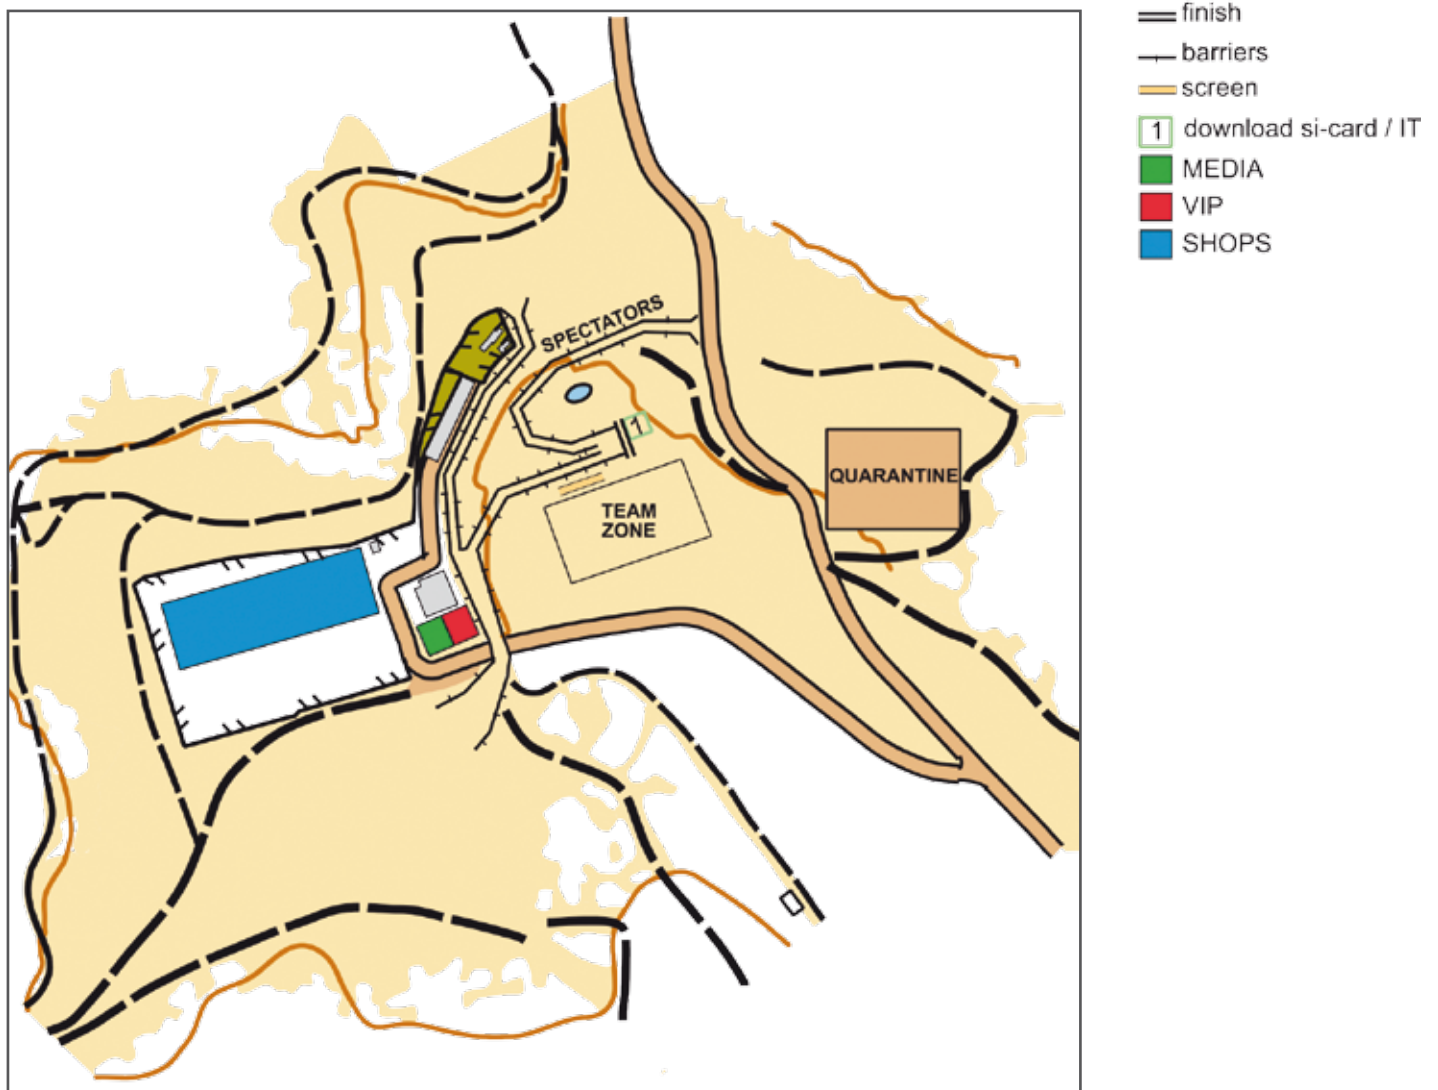 finish
barriers
screen
1 download si-card / IT
MEDIA
VIP
SHOPS
SPECTATORS
1
QUARANTINE
TEAM
ZONE